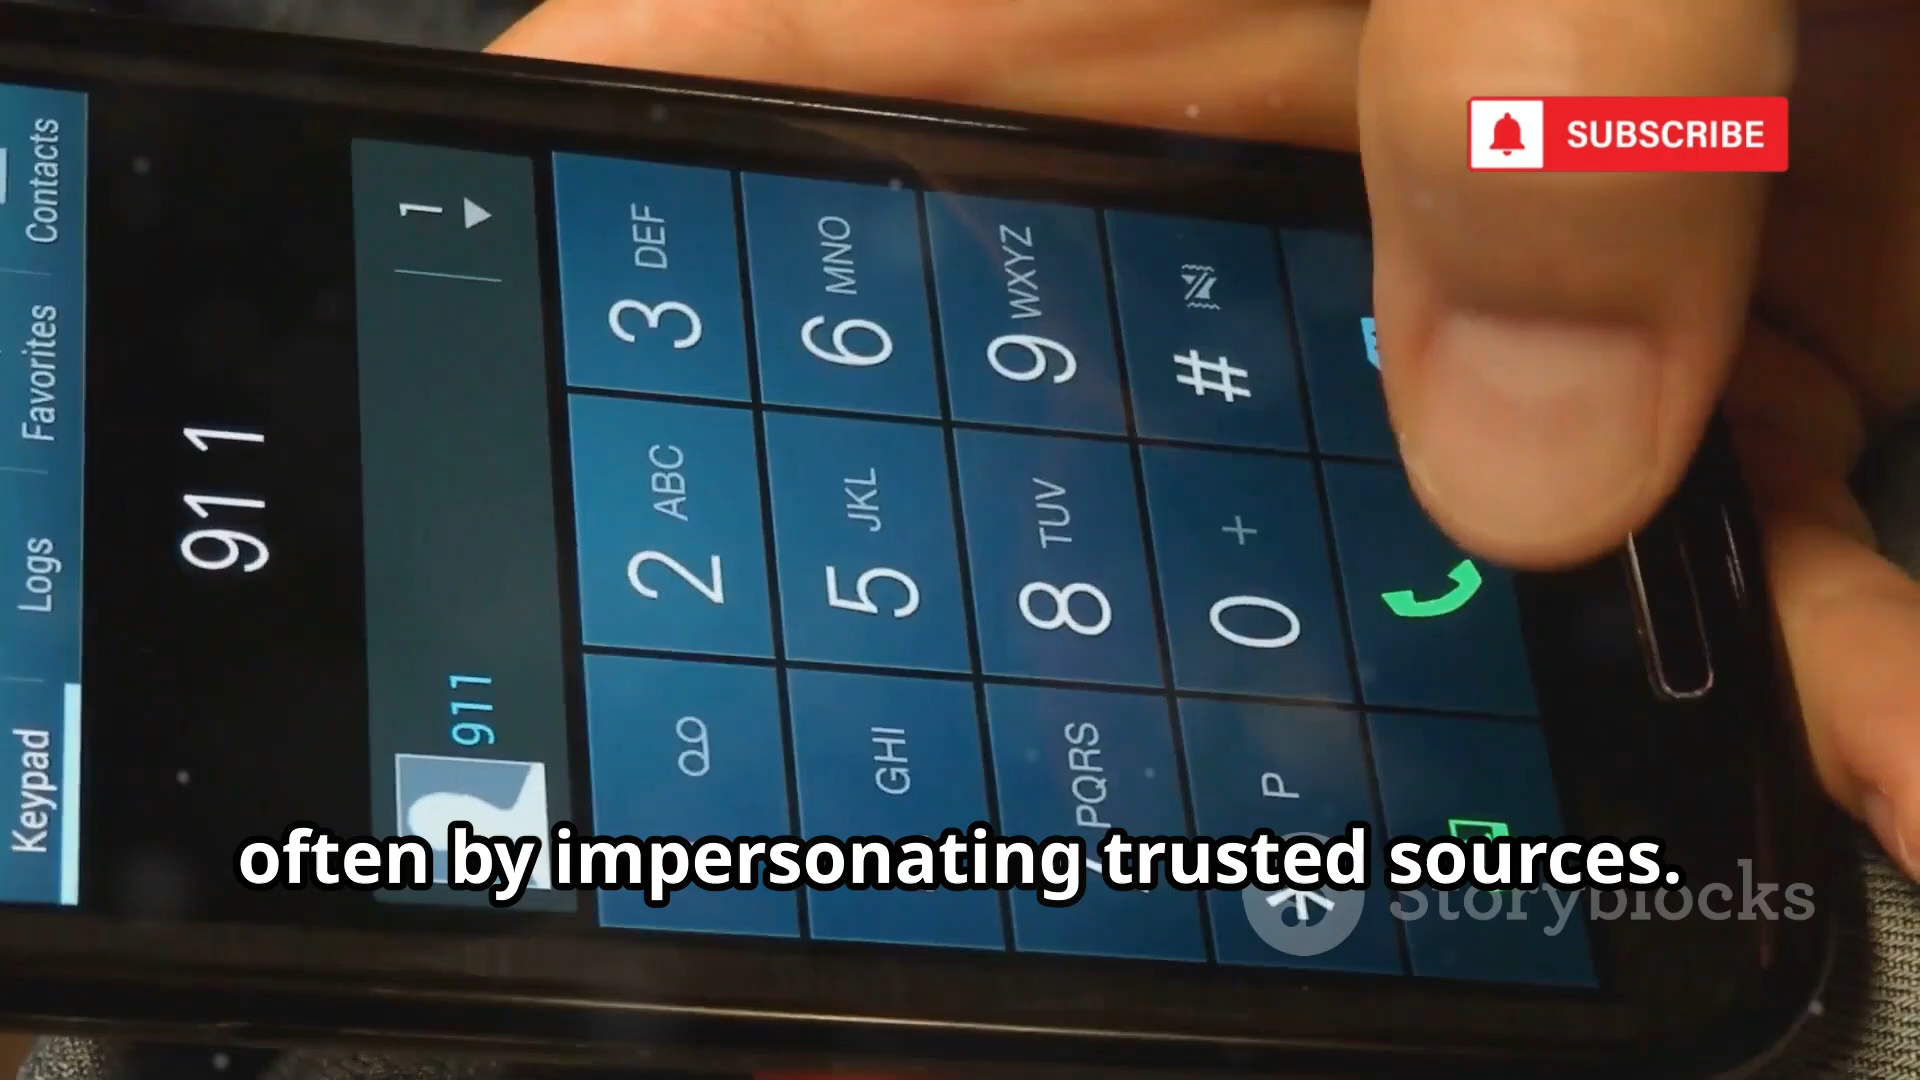 SUBSCRIBE
Keypad
Logs
Favorites
Contacts
911
911
1
2 ABC
3 DEF
GHI
5 JKL
6 MNO
PQRS
8 TUV
9 WXYZ
* P
0 +
#
often by impersonating trusted sources.
Storyblocks